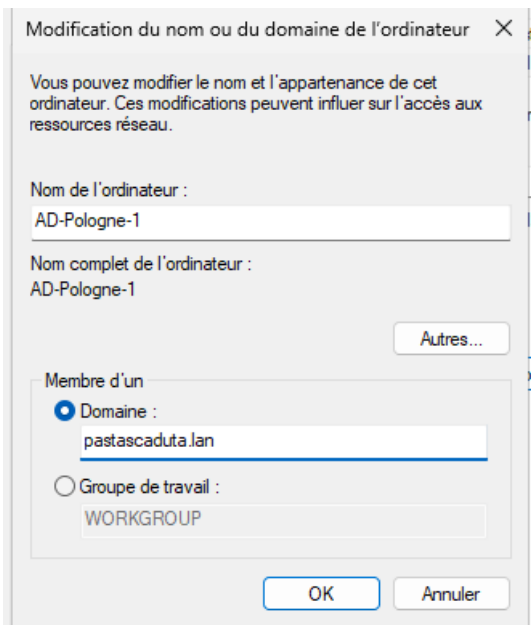 Modification du nom ou du domaine de l'ordinateur
Vous pouvez modifier le nom et l'appartenance de cet
ordinateur. Ces modifications peuvent influer sur l'accès aux
ressources réseau.
Nom de l'ordinateur :
AD-Pologne-1
Nom complet de l'ordinateur :
AD-Pologne-1
Autres...
Membre d'un
Domaine :
pastascaduta.lan
Groupe de travail :
WORKGROUP
OK
Annuler